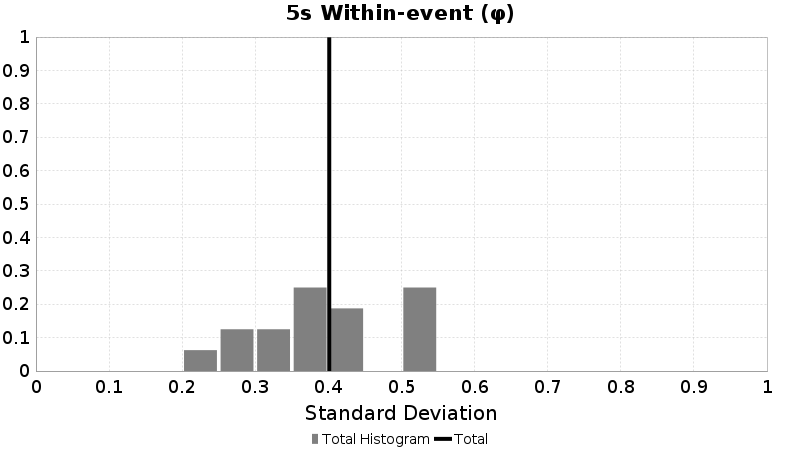 5s Within-event (φ)
1
0.9
0.8
0.7
0.6
0.5
0.4
0.3
0.2
0.1
0
0 0.1 0.2 0.3 0.4 0.5 0.6 0.7 0.8 0.9 1
Standard Deviation
Total Histogram Total